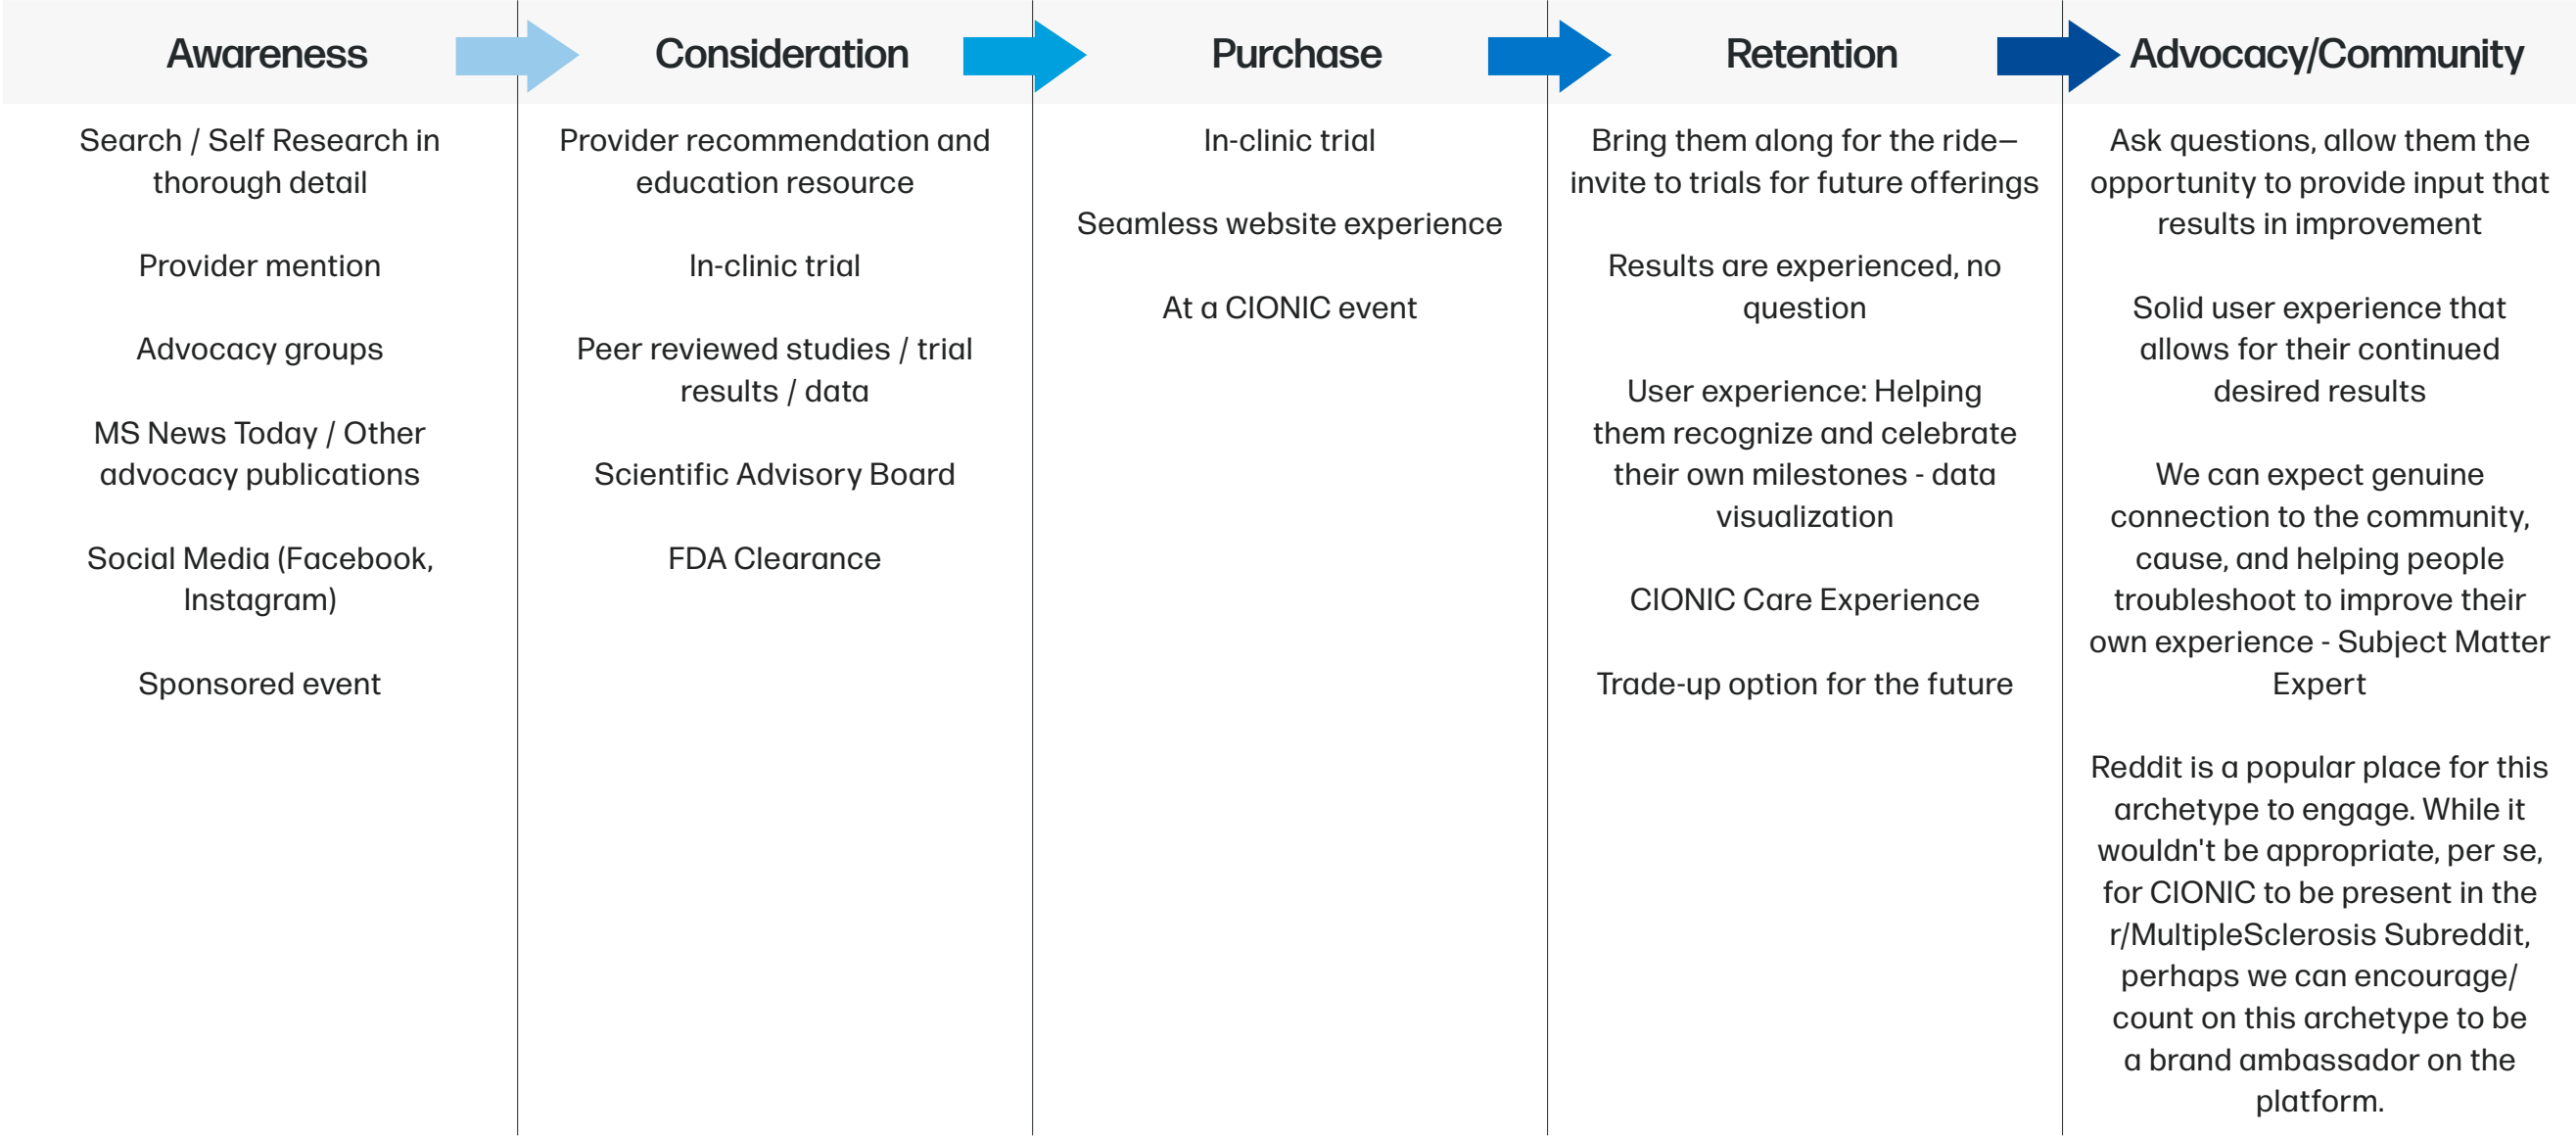 Awareness
Consideration
Purchase
Retention
Advocacy/Community
Search / Self Research in
thorough detail
Provider mention
Advocacy groups
MS News Today / Other
advocacy publications
Social Media (Facebook,
Instagram)
Sponsored event
Provider recommendation and
education resource
In-clinic trial
Peer reviewed studies / trial
results / data
Scientific Advisory Board
FDA Clearance
In-clinic trial
Seamless website experience
At a CIONIC event
Bring them along for the ride—
invite to trials for future offerings
Results are experienced, no
question
User experience: Helping
them recognize and celebrate
their own milestones - data
visualization
CIONIC Care Experience
Trade-up option for the future
Ask questions, allow them the
opportunity to provide input that
results in improvement
Solid user experience that
allows for their continued
desired results
We can expect genuine
connection to the community,
cause, and helping people
troubleshoot to improve their
own experience - Subject Matter
Expert
Reddit is a popular place for this
archetype to engage. While it
wouldn't be appropriate, per se,
for CIONIC to be present in the
r/MultipleSclerosis Subreddit,
perhaps we can encourage/
count on this archetype to be
a brand ambassador on the
platform.